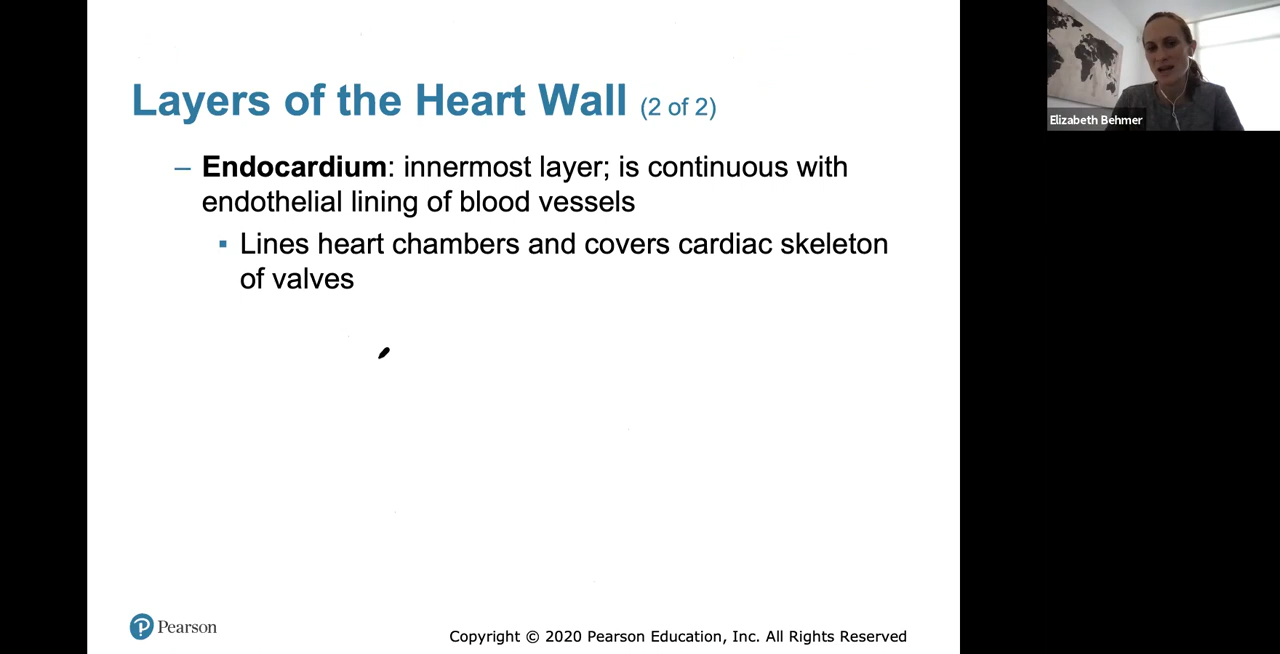 Layers of the Heart Wall (2 of 2)
– Endocardium: innermost layer; is continuous with
endothelial lining of blood vessels
▪ Lines heart chambers and covers cardiac skeleton
of valves
Pearson
Copyright © 2020 Pearson Education, Inc. All Rights Reserved
Elizabeth Behmer